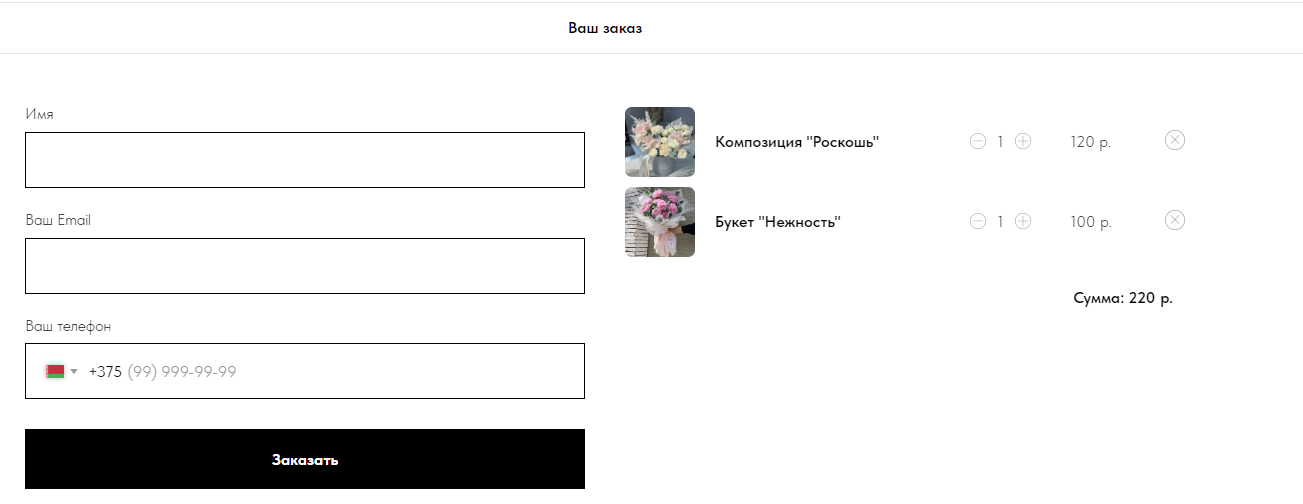 Ваш заказ
Имя
Ваш Email
Ваш телефон
+375 (99) 999-99-99
Заказать
Композиция "Роскошь" 1 120 р.
Букет "Нежность" 1 100 р.
Сумма: 220 р.